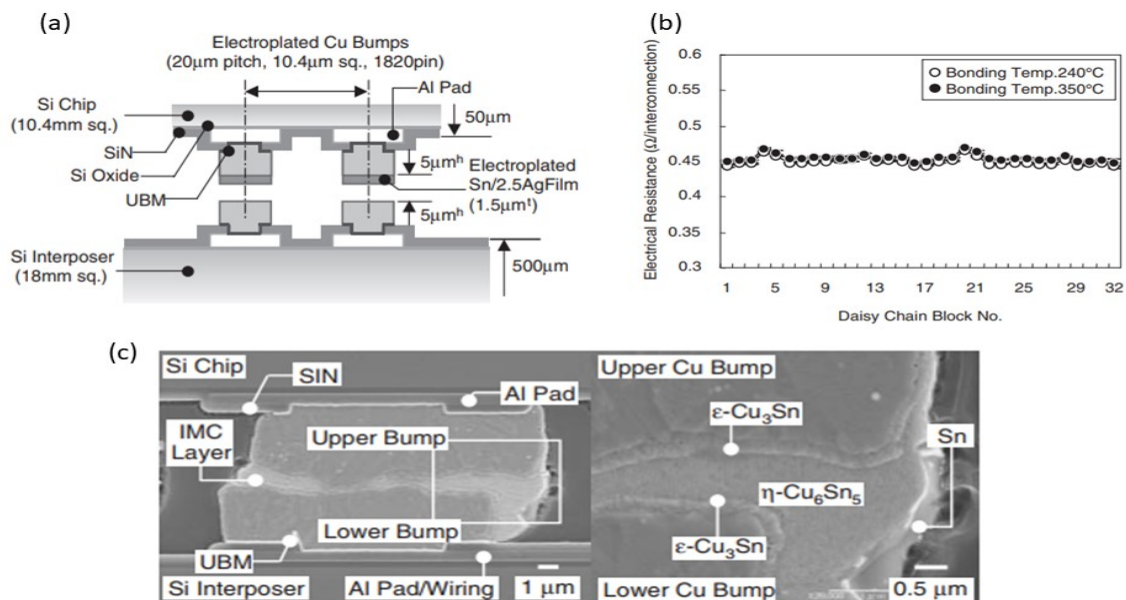 (a)
Electroplated Cu Bumps
(20μm pitch, 10.4μm sq., 1820pin)
Al Pad
Si Chip
(10.4mm sq.)
50μm
SiN
Si Oxide
UBM
5μmʰ
Electroplated
Sn/2.5AgFilm
(1.5μmᵗ)
5μmʰ
Si Interposer
(18mm sq.)
500μm
(b)
Electrical Resistance (Ω/interconnection)
0.6
0.55
0.5
0.45
0.4
0.35
0.3
Bonding Temp.240°C
Bonding Temp.350°C
1 5 9 13 17 21 25 29 32
Daisy Chain Block No.
(c)
Si Chip
SIN
Al Pad
IMC
Layer
Upper Bump
Lower Bump
UBM
Si Interposer
Al Pad/Wiring
1 μm
Upper Cu Bump
ε-Cu₃Sn
Sn
η-Cu₆Sn₅
ε-Cu₃Sn
Lower Cu Bump
0.5 μm